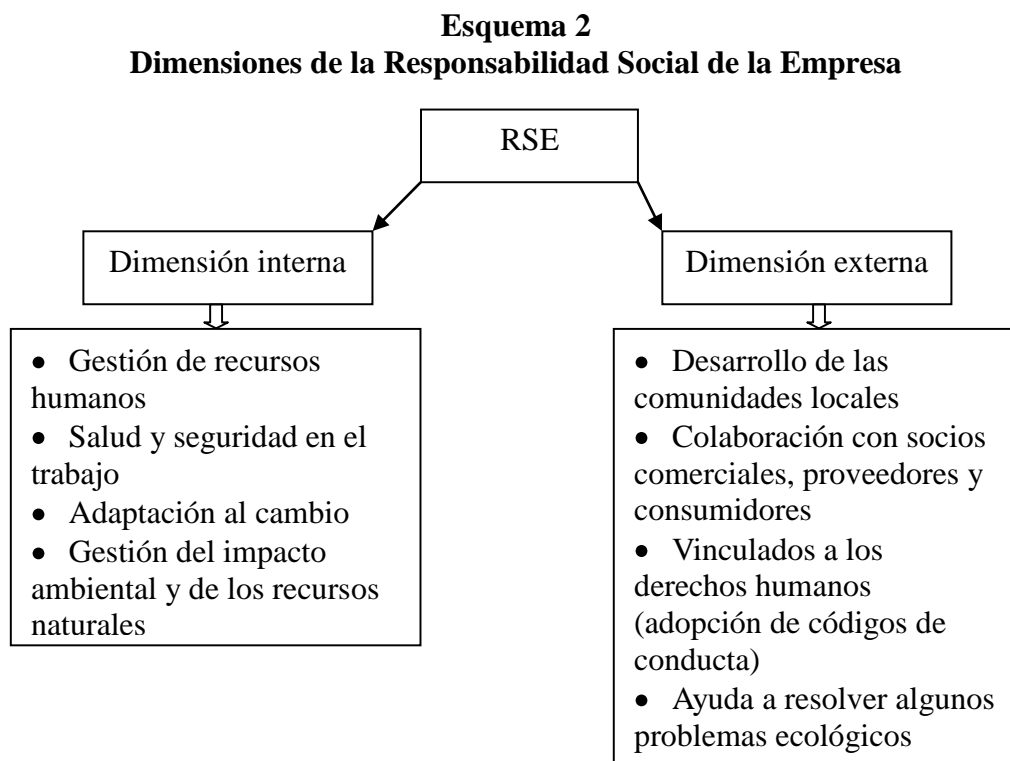 Esquema 2
Dimensiones de la Responsabilidad Social de la Empresa
RSE
Dimensión interna
Dimensión externa
• Gestión de recursos
humanos
• Salud y seguridad en el
trabajo
• Adaptación al cambio
• Gestión del impacto
ambiental y de los recursos
naturales
• Desarrollo de las
comunidades locales
• Colaboración con socios
comerciales, proveedores y
consumidores
• Vinculados a los
derechos humanos
(adopción de códigos de
conducta)
• Ayuda a resolver algunos
problemas ecológicos